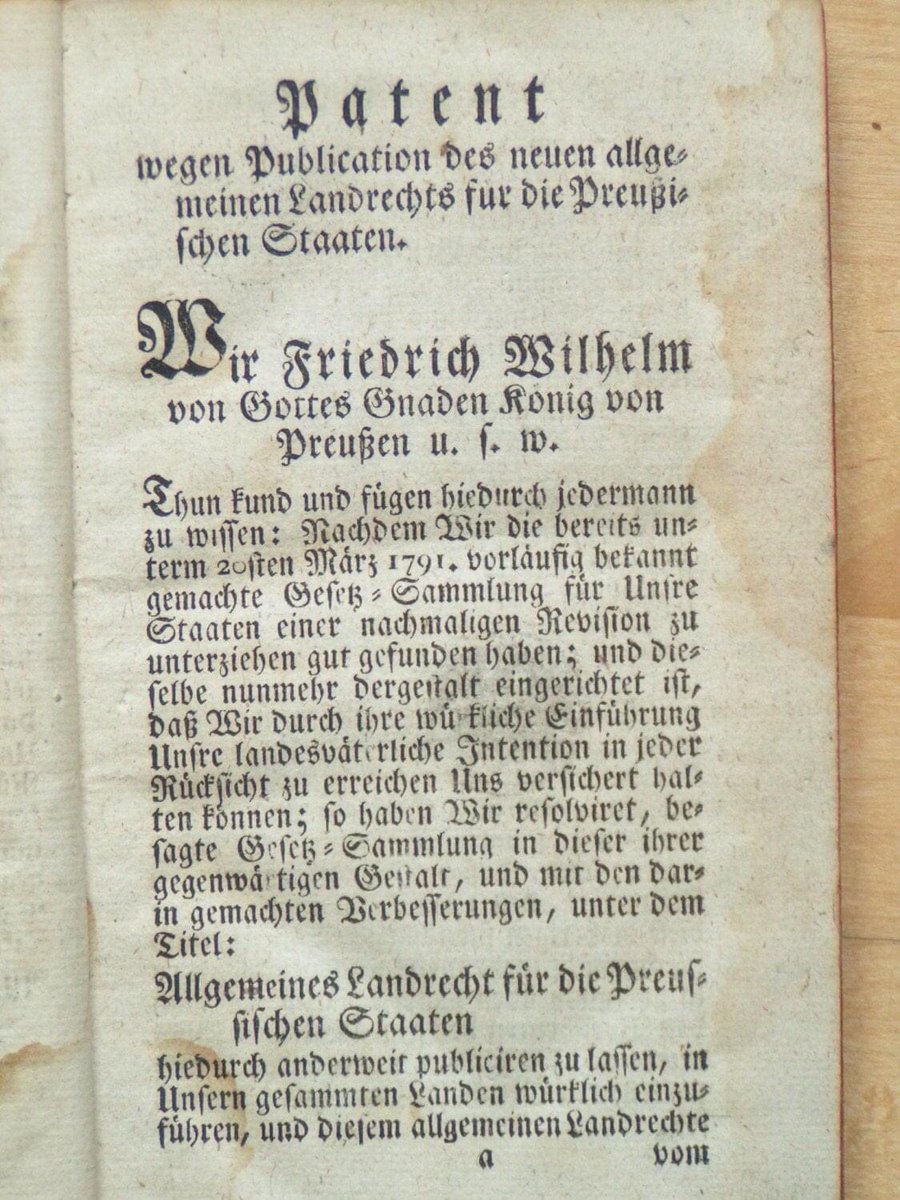 Patent
wegen Publication des neuen allge-
meinen Landrechts fur die Preußi-
schen Staaten.
Wir Friedrich Wilhelm
von Gottes Gnaden König von
Preußen u. s. w.
Thun kund und fügen hiedurch jedermann
zu wissen: Nachdem Wir die bereits un-
term 20sten März 1791. vorläufig bekannt
gemachte Gesetz-Sammlung für Unsre
Staaten einer nachmaligen Revision zu
unterziehen gut gefunden haben; und die-
selbe nunmehr dergestalt eingerichtet ist,
daß Wir durch ihre würkliche Einführung
Unsre landesväterliche Intention in jeder
Rücksicht zu erreichen Uns versichert hal-
ten können; so haben Wir resolviret, be-
sagte Gesetz-Sammlung in dieser ihrer
gegenwärtigen Gestalt, und mit den dar-
in gemachten Verbesserungen, unter dem
Titel:
Allgemeines Landrecht für die Preus-
sischen Staaten
hiedurch anderweit publiciren zu lassen, in
Unsern gesammten Landen würklich einzu-
führen, und diesem allgemeinen Landrechte
a vom